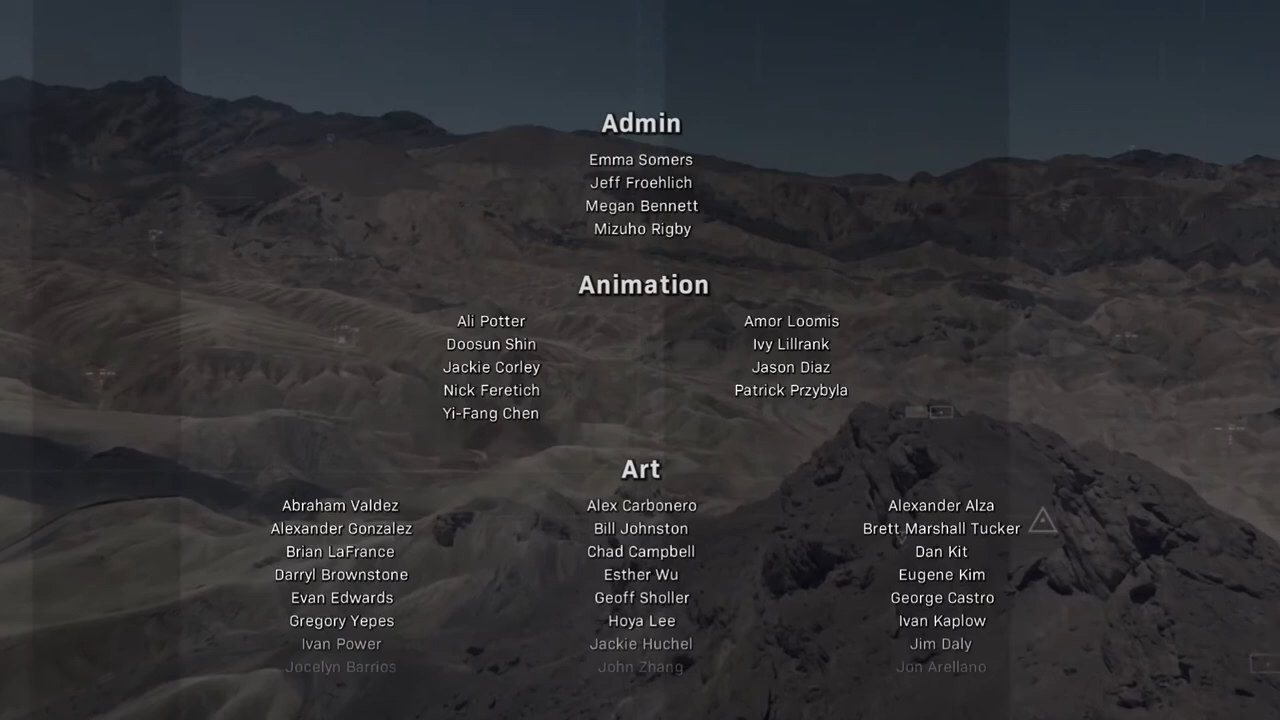 Admin
Emma Somers
Jeff Froehlich
Megan Bennett
Mizuho Rigby
Animation
Ali Potter Amor Loomis
Doosun Shin Ivy Lillrank
Jackie Corley Jason Diaz
Nick Feretich Patrick Przybyla
Yi-Fang Chen
Art
Abraham Valdez Alex Carbonero Alexander Alza
Alexander Gonzalez Bill Johnston Brett Marshall Tucker
Brian LaFrance Chad Campbell Dan Kit
Darryl Brownstone Esther Wu Eugene Kim
Evan Edwards Geoff Sholler George Castro
Gregory Yepes Hoya Lee Ivan Kaplow
Ivan Power Jackie Huchel Jim Daly
Jocelyn Barrios John Zhang Jon Arellano